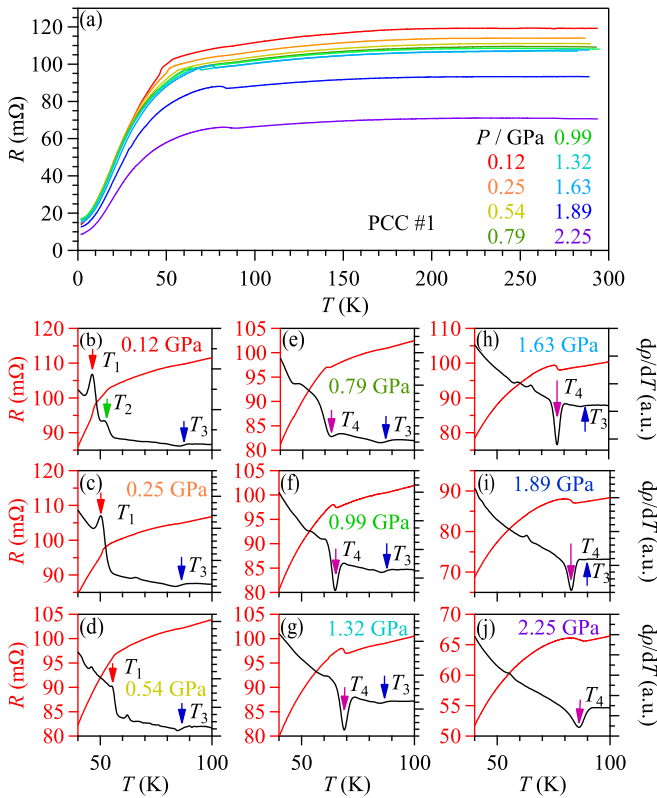 (a)
120
100
80
60
40
20
0
R (mΩ)
P / GPa 0.99
0.12 1.32
0.25 1.63
0.54 1.89
0.79 2.25
PCC #1
0 50 100 150 200 250 300
T (K)
(b) 0.12 GPa
T1
T2
T3
120
110
100
90
R (mΩ)
(e)
0.79 GPa
T4
T3
105
100
95
90
85
80
(h) 1.63 GPa
T4
T3
110
100
90
80
dρ/dT (a.u.)
(c) 0.25 GPa
T1
T3
120
110
100
90
R (mΩ)
(f)
0.99 GPa
T4
T3
105
100
95
90
85
80
(i) 1.89 GPa
T4
T3
90
80
70
dρ/dT (a.u.)
(d)
T1
0.54 GPa
T3
105
100
95
90
85
80
R (mΩ)
50 100
T (K)
(g) 1.32 GPa
T4
T3
100
95
90
85
80
50 100
T (K)
(j) 2.25 GPa
T4
65
60
55
50
dρ/dT (a.u.)
50 100
T (K)